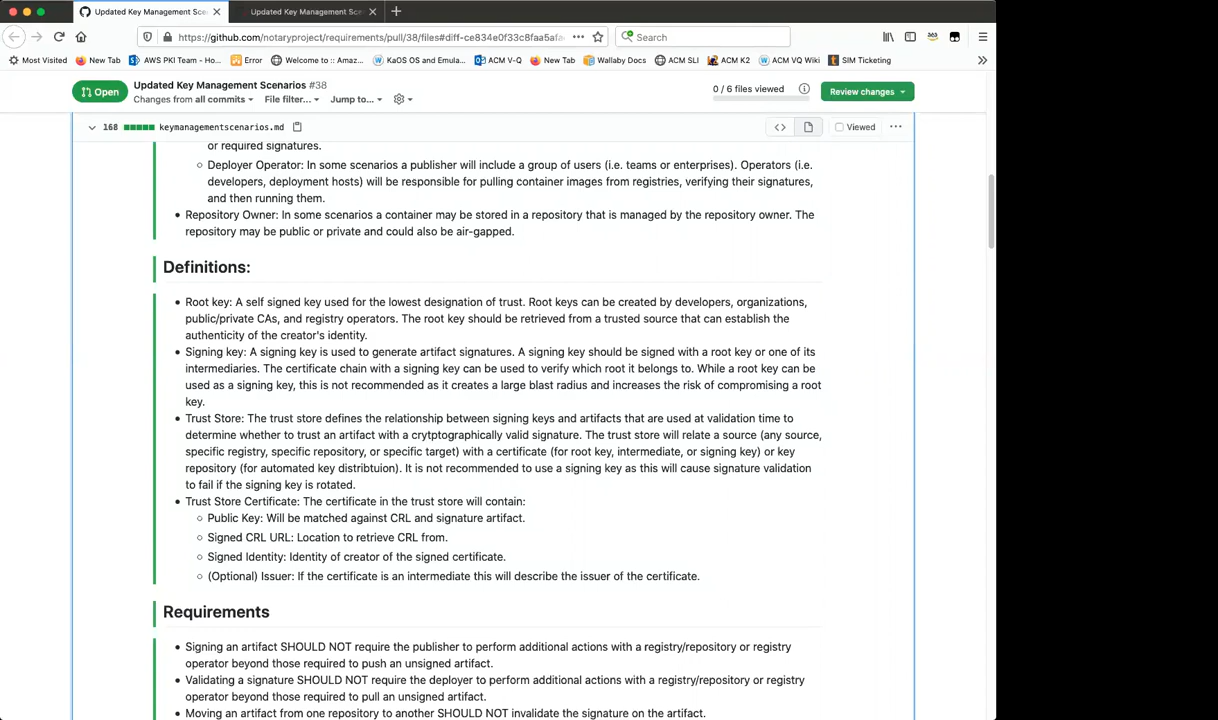 Updated Key Management Sce
Updated Key Management Sce
https://github.com/notaryproject/requirements/pull/38/files#diff-ce834e0f33c8faa5afa
Search
Most Visited
New Tab
AWS PKI Team - Ho...
Error
Welcome to :: Amaz...
KaOS OS and Emula...
ACM V-Q
New Tab
Wallaby Docs
ACM SLI
ACM K2
ACM VQ Wiki
SIM Ticketing
Open
Updated Key Management Scenarios #38
Changes from all commits
File filter...
Jump to...
0 / 6 files viewed
Review changes
168
keymanagementscenarios.md
Viewed
or required signatures.
Deployer Operator: In some scenarios a publisher will include a group of users (i.e. teams or enterprises). Operators (i.e.
developers, deployment hosts) will be responsible for pulling container images from registries, verifying their signatures,
and then running them.
Repository Owner: In some scenarios a container may be stored in a repository that is managed by the repository owner. The
repository may be public or private and could also be air-gapped.
Definitions:
Root key: A self signed key used for the lowest designation of trust. Root keys can be created by developers, organizations,
public/private CAs, and registry operators. The root key should be retrieved from a trusted source that can establish the
authenticity of the creator's identity.
Signing key: A signing key is used to generate artifact signatures. A signing key should be signed with a root key or one of its
intermediaries. The certificate chain with a signing key can be used to verify which root it belongs to. While a root key can be
used as a signing key, this is not recommended as it creates a large blast radius and increases the risk of compromising a root
key.
Trust Store: The trust store defines the relationship between signing keys and artifacts that are used at validation time to
determine whether to trust an artifact with a crytptographically valid signature. The trust store will relate a source (any source,
specific registry, specific repository, or specific target) with a certificate (for root key, intermediate, or signing key) or key
repository (for automated key distribtuion). It is not recommended to use a signing key as this will cause signature validation
to fail if the signing key is rotated.
Trust Store Certificate: The certificate in the trust store will contain:
Public Key: Will be matched against CRL and signature artifact.
Signed CRL URL: Location to retrieve CRL from.
Signed Identity: Identity of creator of the signed certificate.
(Optional) Issuer: If the certificate is an intermediate this will describe the issuer of the certificate.
Requirements
Signing an artifact SHOULD NOT require the publisher to perform additional actions with a registry/repository or registry
operator beyond those required to push an unsigned artifact.
Validating a signature SHOULD NOT require the deployer to perform additional actions with a registry/repository or registry
operator beyond those required to pull an unsigned artifact.
Moving an artifact from one repository to another SHOULD NOT invalidate the signature on the artifact.